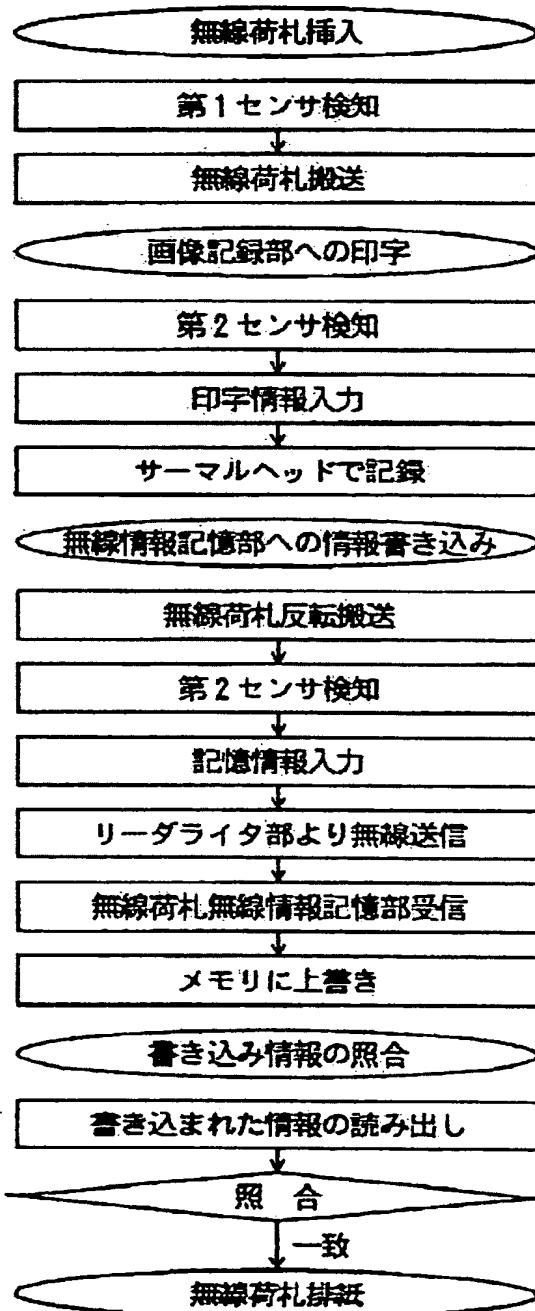 無線荷札挿入
第1センサ検知
無線荷札搬送
画像記録部への印字
第2センサ検知
印字情報入力
サーマルヘッドで記録
無線情報記憶部への情報書き込み
無線荷札反転搬送
第2センサ検知
記憶情報入力
リーダライタ部より無線送信
無線荷札無線情報記憶部受信
メモリに上書き
書き込み情報の照合
書き込まれた情報の読み出し
照 合
一致
無線荷札排紙